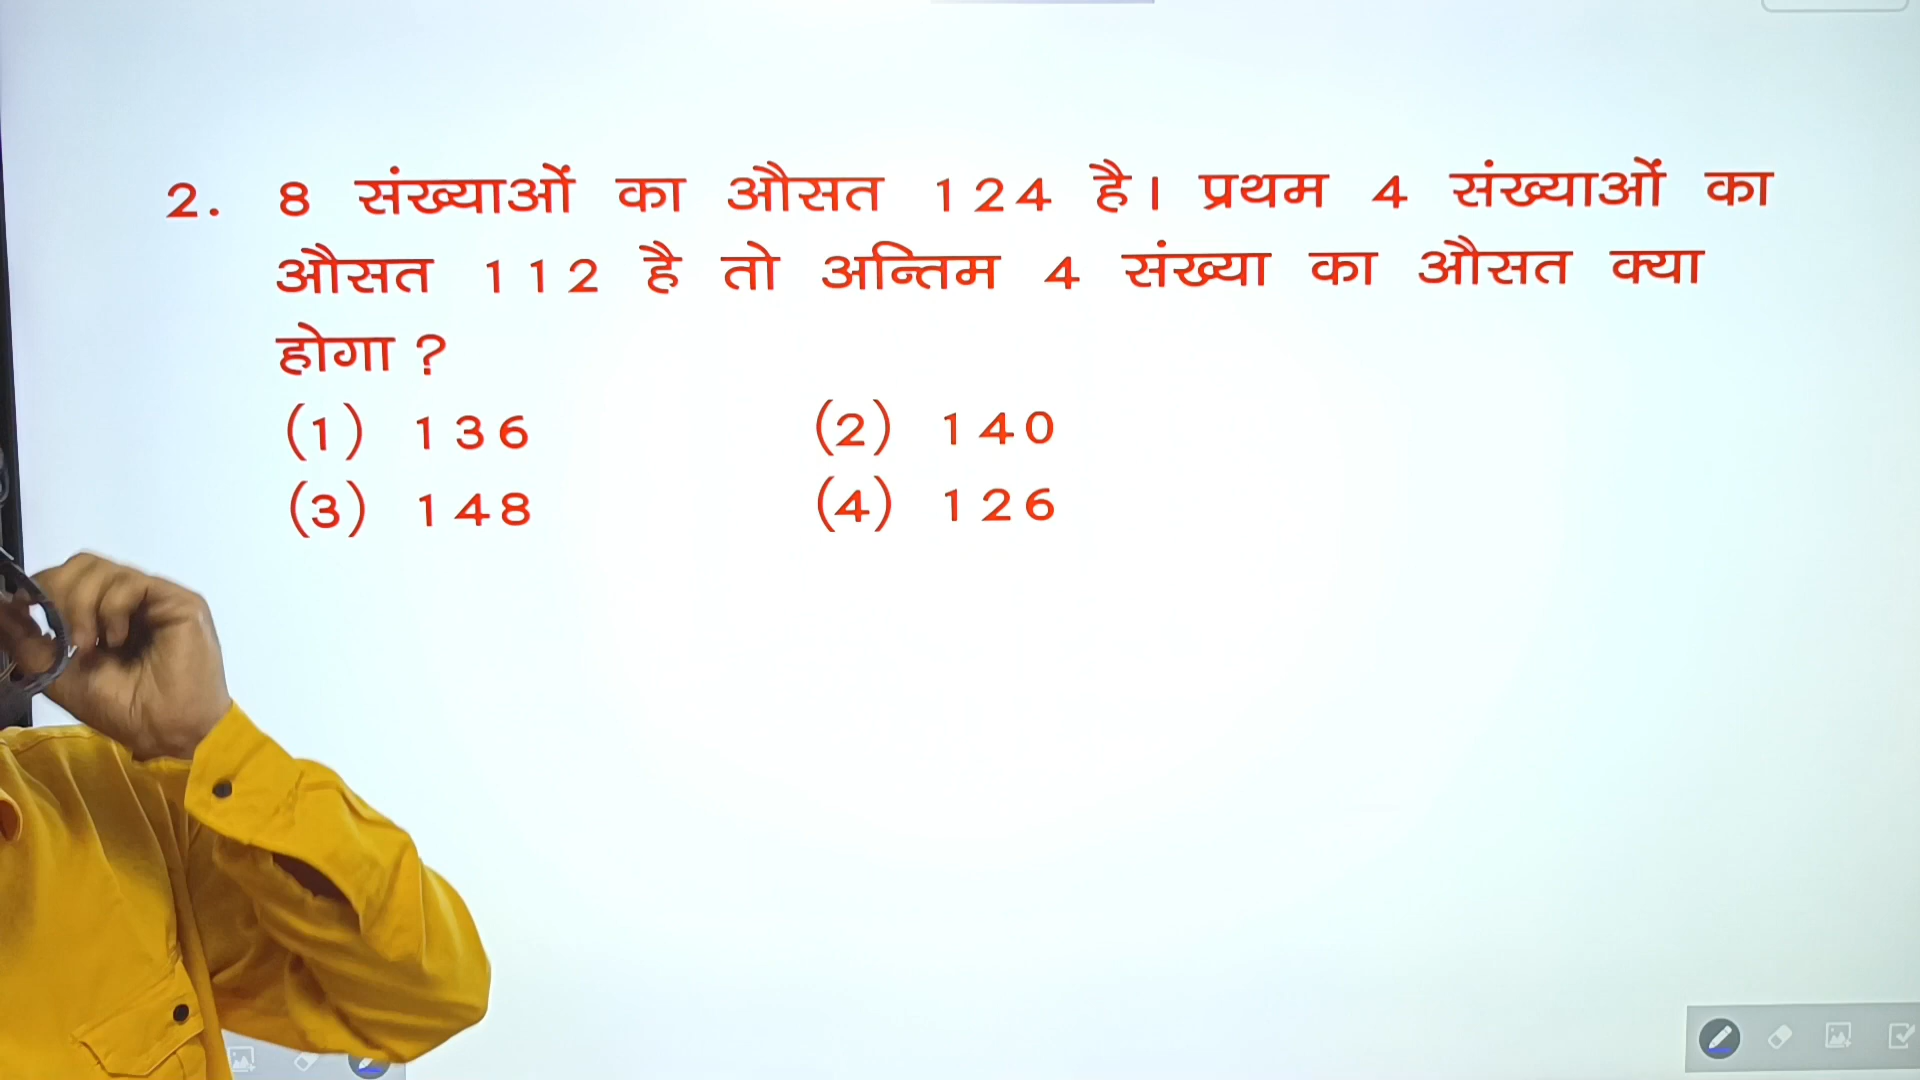 2. 8 संख्याओं का औसत 124 है। प्रथम 4 संख्याओं का
औसत 112 है तो अन्तिम 4 संख्या का औसत क्या
होगा ?
(1) 136 (2) 140
(3) 148 (4) 126